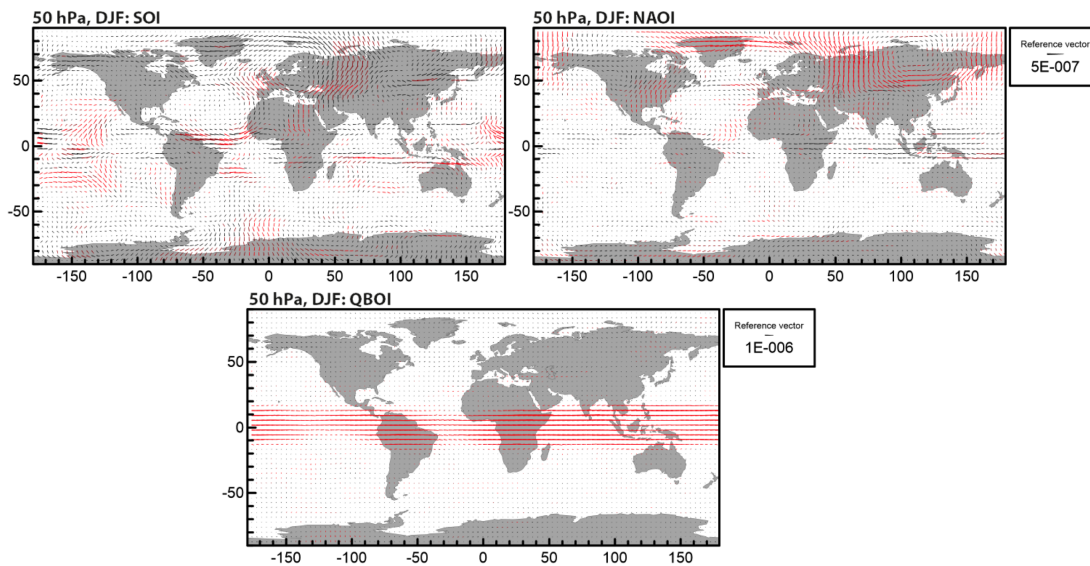 50 hPa, DJF: SOI
50 hPa, DJF: NAOI
Reference vector
5E-007
50
0
-50
-150 -100 -50 0 50 100 150
50
0
-50
-150 -100 -50 0 50 100 150
50 hPa, DJF: QBOI
Reference vector
1E-006
50
0
-50
-150 -100 -50 0 50 100 150